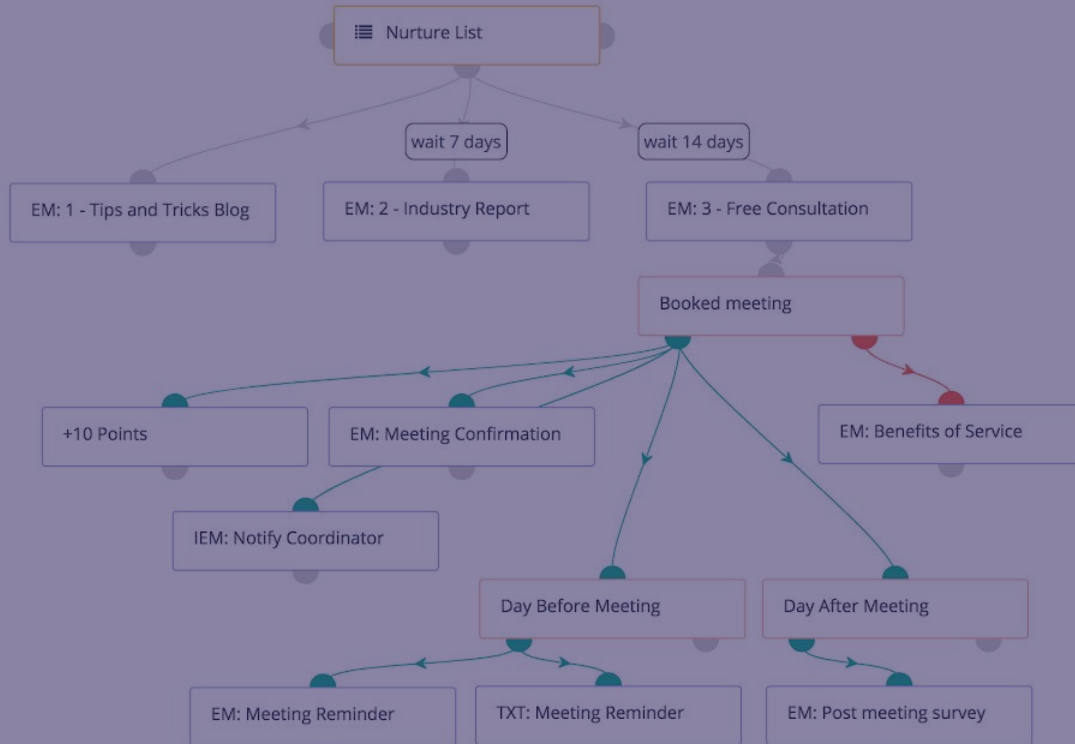 Nurture List
wait 7 days
wait 14 days
EM: 1 - Tips and Tricks Blog
EM: 2 - Industry Report
EM: 3 - Free Consultation
Booked meeting
+10 Points
EM: Meeting Confirmation
EM: Benefits of Service
IEM: Notify Coordinator
Day Before Meeting
Day After Meeting
EM: Meeting Reminder
TXT: Meeting Reminder
EM: Post meeting survey